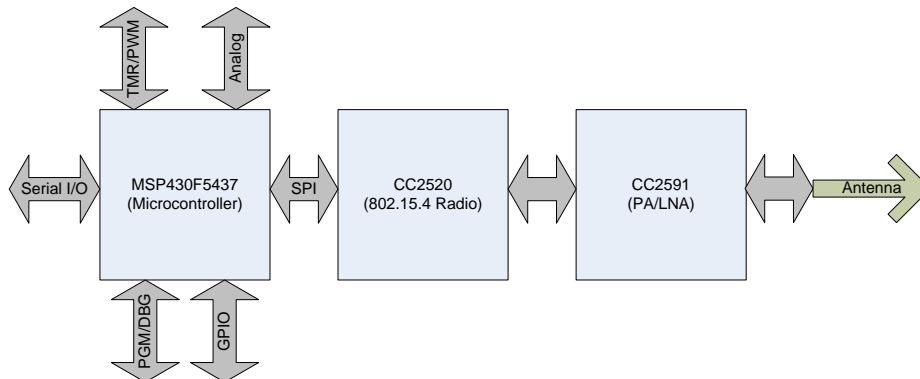 TMR/PWM
Analog
Serial I/O
MSP430F5437
(Microcontroller)
SPI
CC2520
(802.15.4 Radio)
CC2591
(PA/LNA)
Antenna
PGM/DBG
GPIO